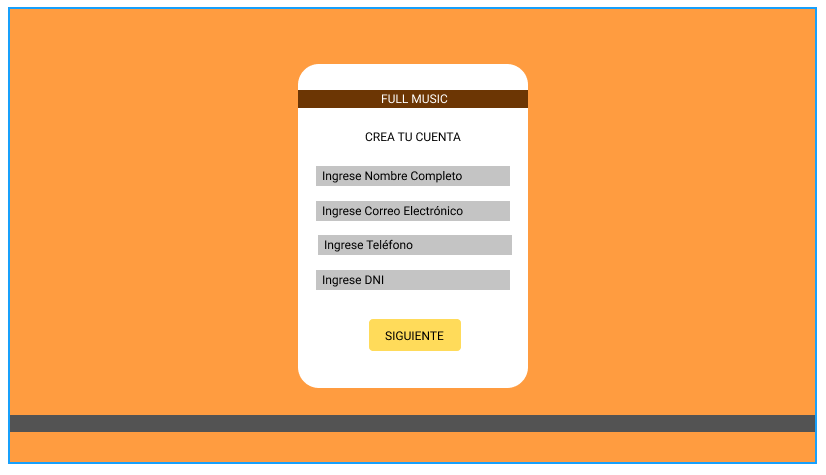 FULL MUSIC
CREA TU CUENTA
Ingrese Nombre Completo
Ingrese Correo Electrónico
Ingrese Teléfono
Ingrese DNI
SIGUIENTE